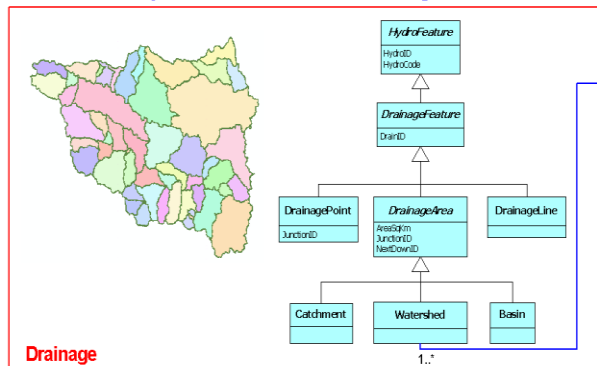 HydroFeature
HydroID
HydroCode
DrainageFeature
DrainID
DrainagePoint
JunctionID
DrainageArea
AreaSqKm
JunctionID
NextDownID
DrainageLine
Catchment
Watershed
Basin
1..*
Drainage